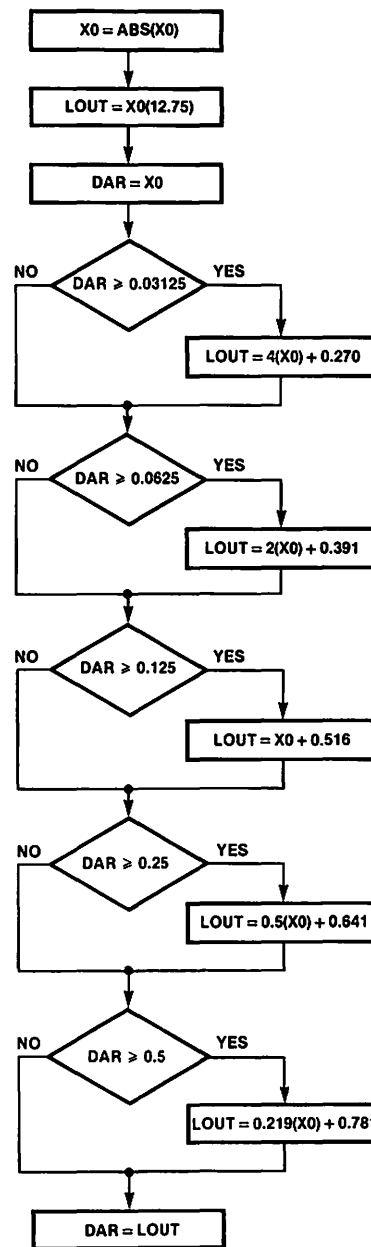 X0 = ABS(X0)
LOUT = X0(12.75)
DAR = X0
NO
YES
DAR ⩾ 0.03125
LOUT = 4(X0) + 0.270
NO
YES
DAR ⩾ 0.0625
LOUT = 2(X0) + 0.391
NO
YES
DAR ⩾ 0.125
LOUT = X0 + 0.516
NO
YES
DAR ⩾ 0.25
LOUT = 0.5(X0) + 0.641
NO
YES
DAR ⩾ 0.5
LOUT = 0.219(X0) + 0.781
DAR = LOUT